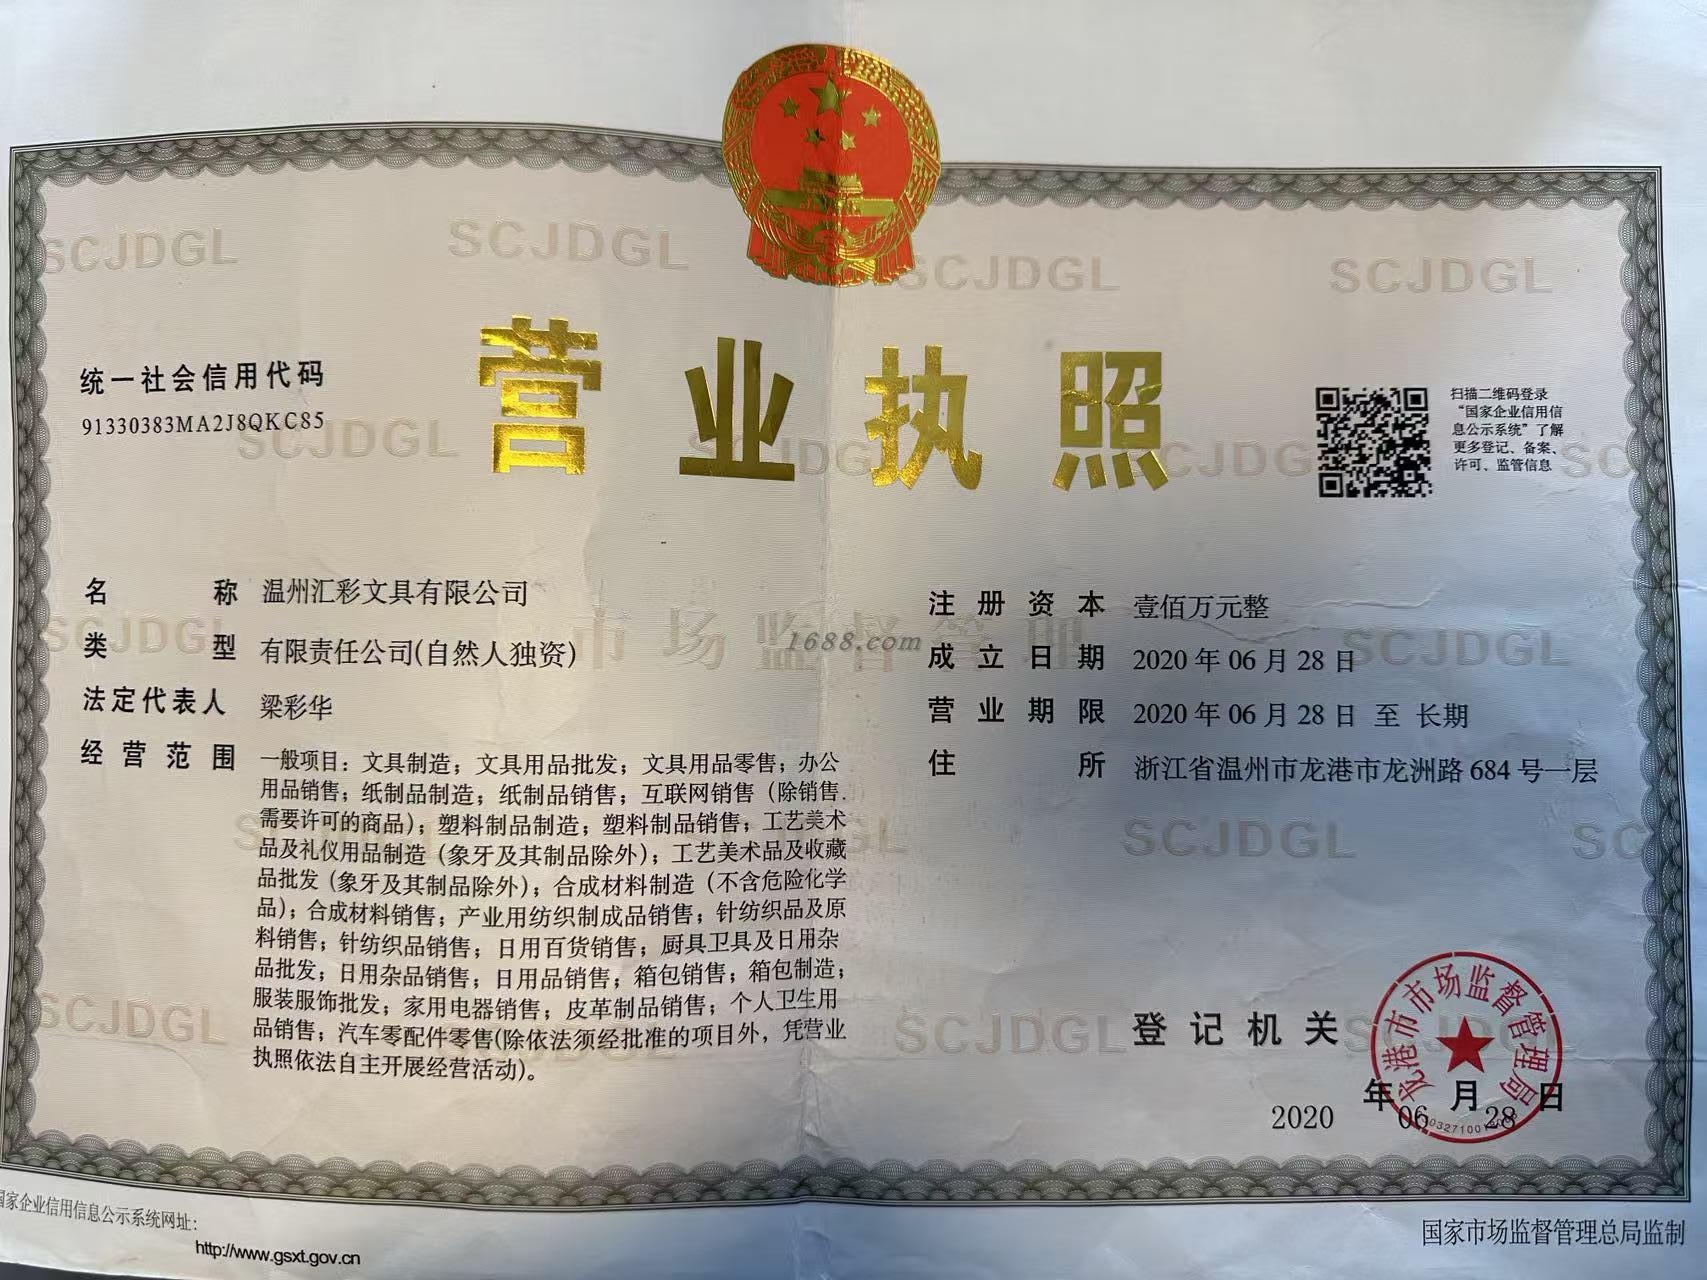 SCJDGL SCJDGL SCJDGL SCJDGL
营业执照
统一社会信用代码
91330383MA2J8QKC85
扫描二维码登录
“国家企业信用信
息公示系统”了解
更多登记、备案、
许可、监管信息
SCJDGL
名称 温州汇彩文具有限公司
类型 有限责任公司(自然人独资)
法定代表人 梁彩华
经营范围 一般项目：文具制造；文具用品批发；文具用品零售；办公
用品销售；纸制品制造；纸制品销售；互联网销售（除销售
需要许可的商品）；塑料制品制造；塑料制品销售；工艺美术
品及礼仪用品制造（象牙及其制品除外）；工艺美术品及收藏
品批发（象牙及其制品除外）；合成材料制造（不含危险化学
品）；合成材料销售；产业用纺织制成品销售；针纺织品及原
料销售；针纺织品销售；日用百货销售；厨具卫具及日用杂
品批发；日用杂品销售；日用品销售；箱包销售；箱包制造；
服装服饰批发；家用电器销售；皮革制品销售；个人卫生用
品销售；汽车零配件零售(除依法须经批准的项目外，凭营业
执照依法自主开展经营活动)。
市场监督管理
1688.com
注册资本 壹佰万元整
成立日期 2020年06月28日
营业期限 2020年06月28日 至 长期
住所 浙江省温州市龙港市龙洲路684号一层
SCJDGL
登记机关
龙港市市场监督管理局
2020年06月28日
国家企业信用信息公示系统网址：
http://www.gsxt.gov.cn
国家市场监督管理总局监制